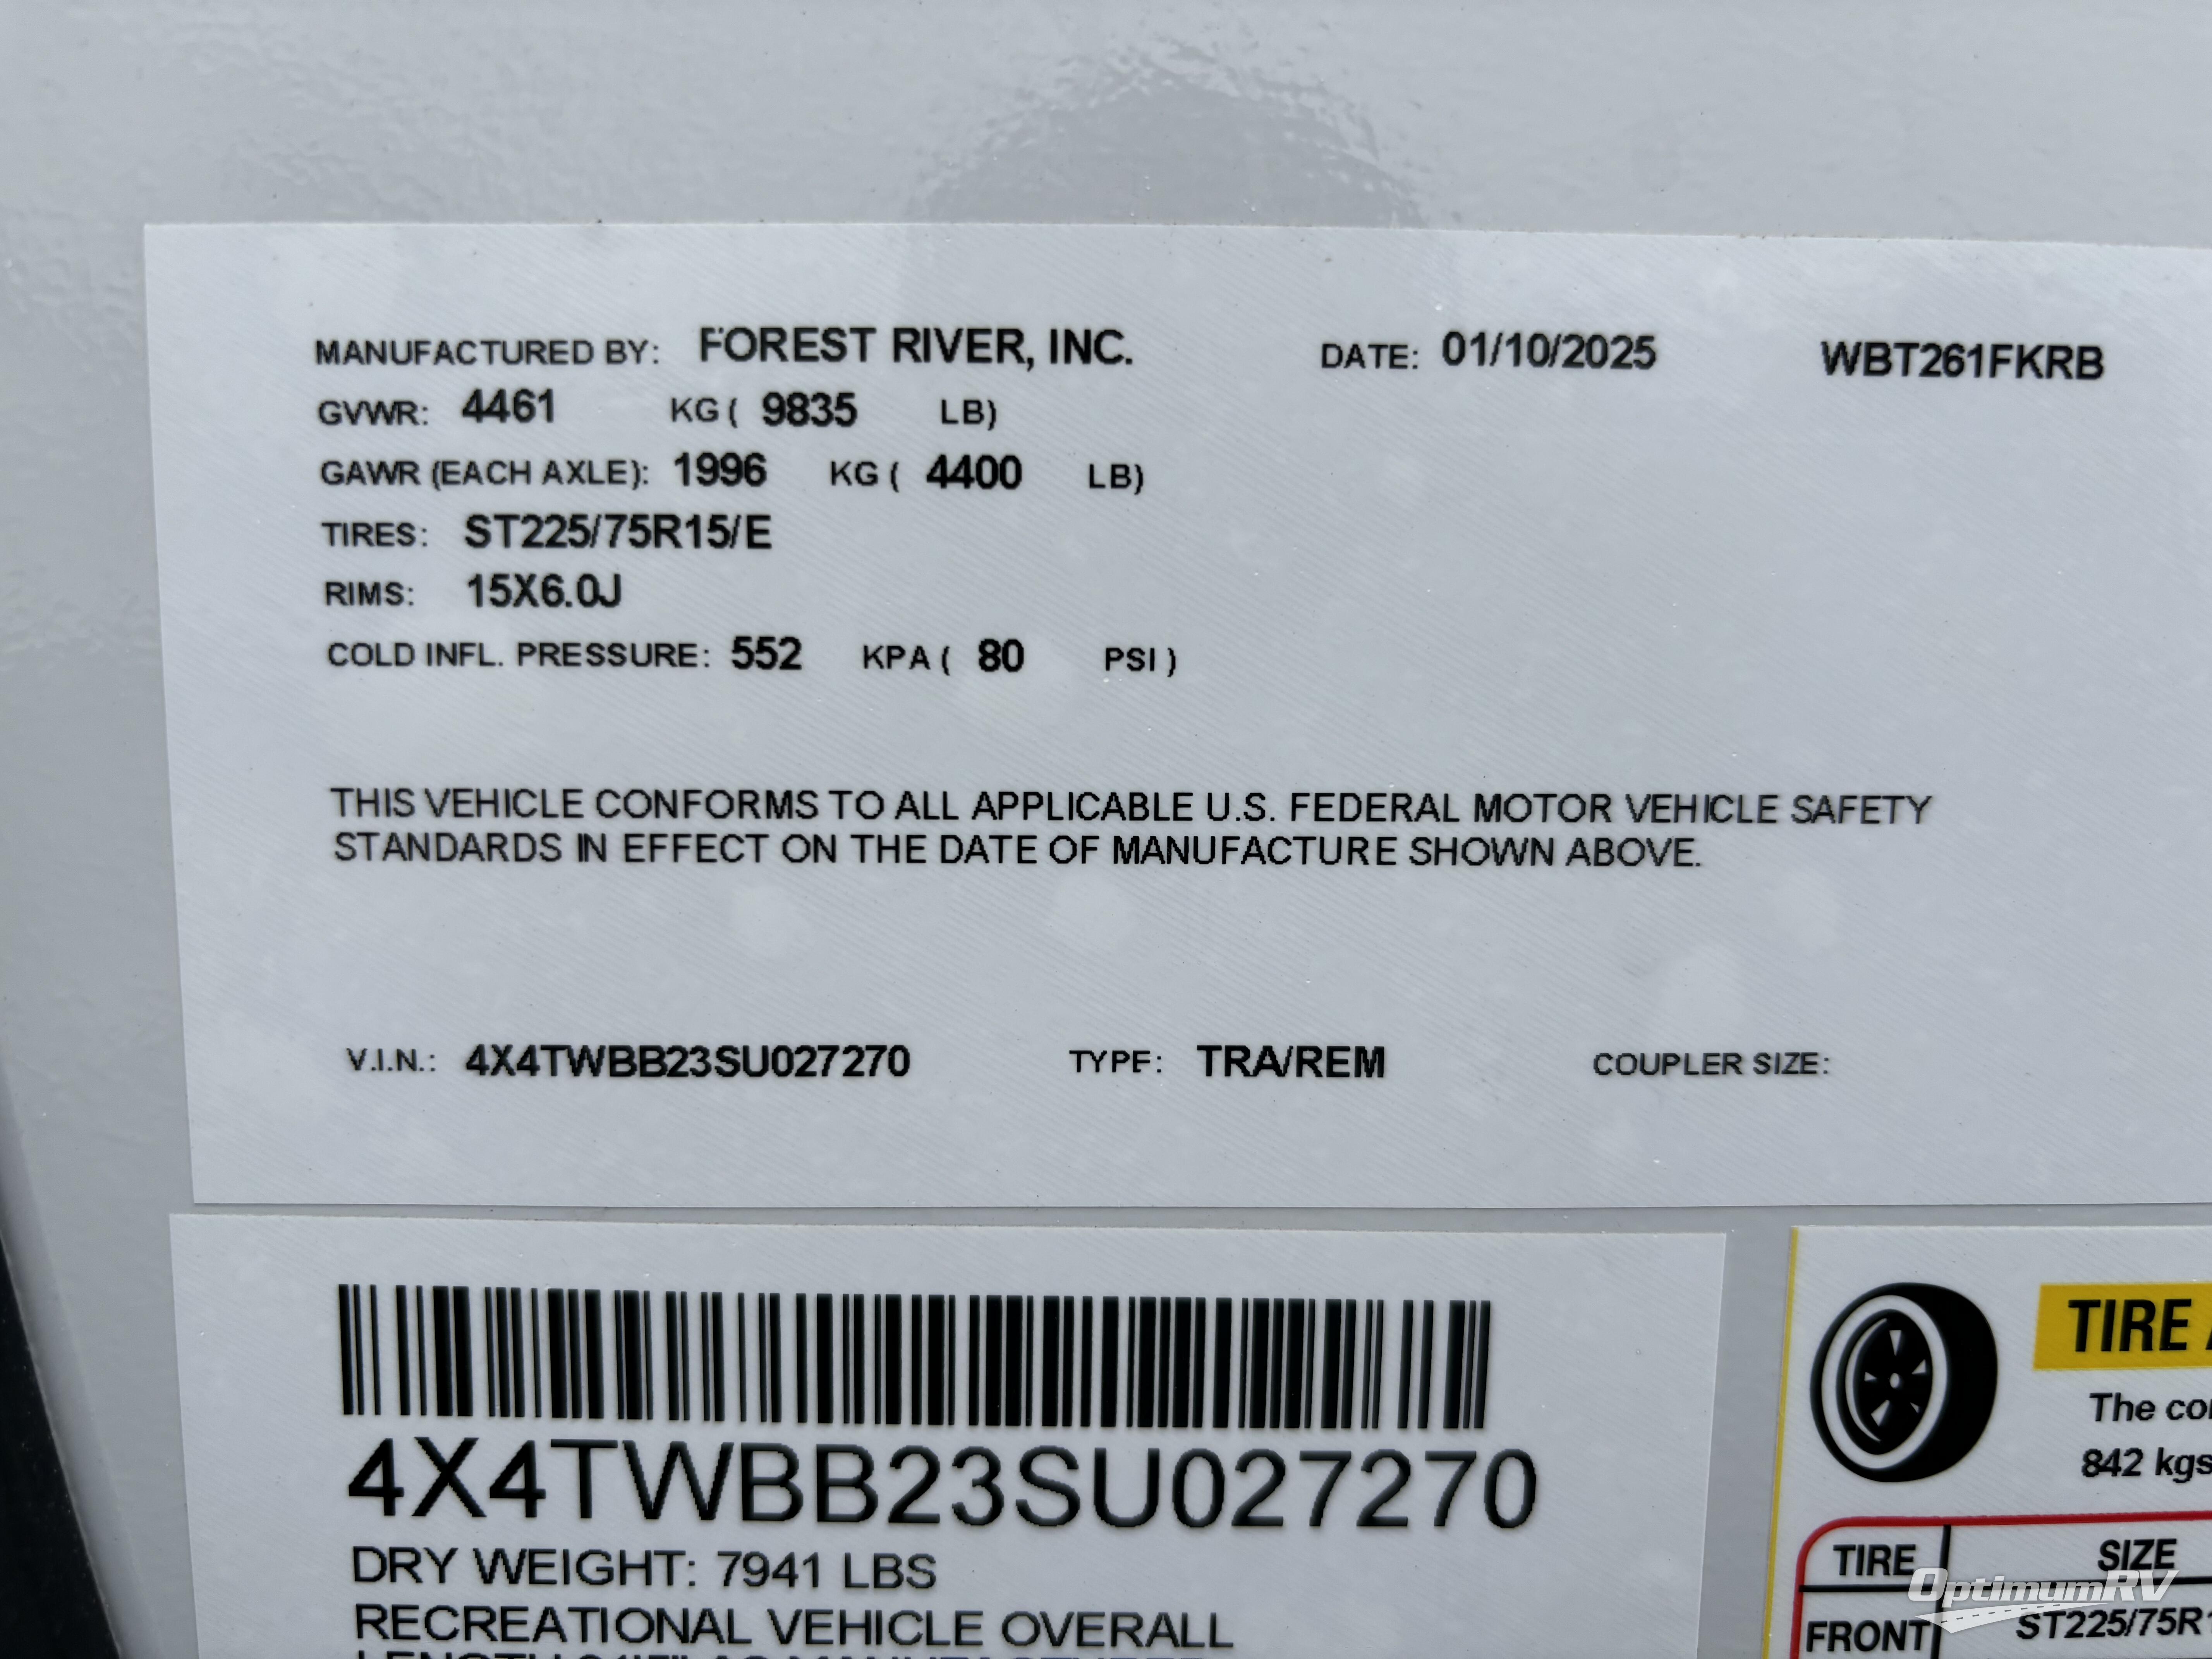 MANUFACTURED BY: FOREST RIVER, INC. DATE: 01/10/2025 WBT261FKRB
GVWR: 4461 KG ( 9835 LB)
GAWR (EACH AXLE): 1996 KG ( 4400 LB)
TIRES: ST225/75R15/E
RIMS: 15X6.0J
COLD INFL. PRESSURE: 552 KPA ( 80 PSI )
THIS VEHICLE CONFORMS TO ALL APPLICABLE U.S. FEDERAL MOTOR VEHICLE SAFETY
STANDARDS IN EFFECT ON THE DATE OF MANUFACTURE SHOWN ABOVE.
V.I.N.: 4X4TWBB23SU027270 TYPE: TRA/REM COUPLER SIZE:
4X4TWBB23SU027270
DRY WEIGHT: 7941 LBS
RECREATIONAL VEHICLE OVERALL
TIRE
The
842 kgs
TIRE SIZE
FRONT ST225/75R
OptimumRV